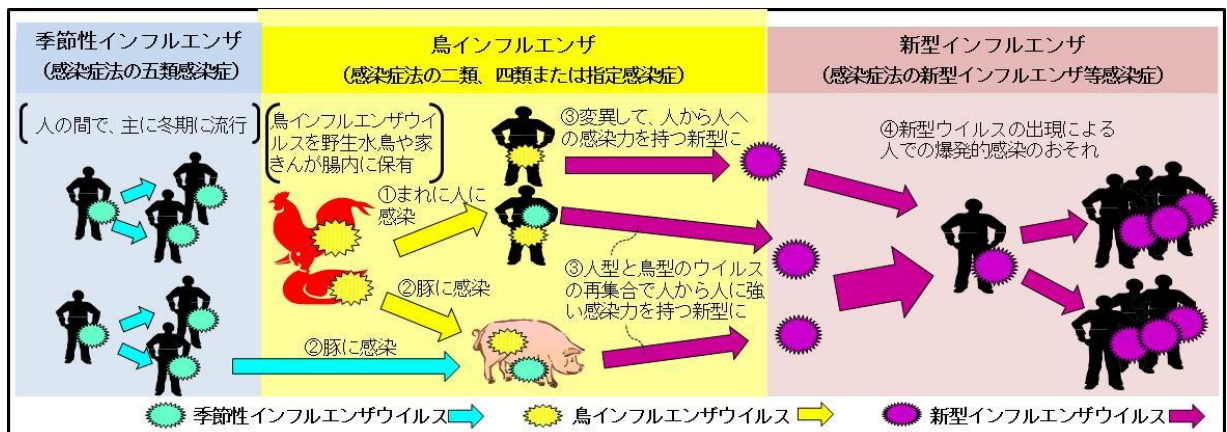 季節性インフルエンザ
(感染症法の五類感染症)
鳥インフルエンザ
(感染症法の二類、四類または指定感染症)
新型インフルエンザ
(感染症法の新型インフルエンザ等感染症)
人の間で、主に冬期に流行
鳥インフルエンザウイ
ルスを野生水鳥や家
きんが腸内に保有
①まれに人に
感染
②豚に感染
②豚に感染
③変異して、人から人へ
の感染力を持つ新型に
③人型と鳥型のウイルス
の再集合で人から人に強
い感染力を持つ新型に
④新型ウイルスの出現による
人での爆発的感染のおそれ
季節性インフルエンザウイルス
鳥インフルエンザウイルス
新型インフルエンザウイルス